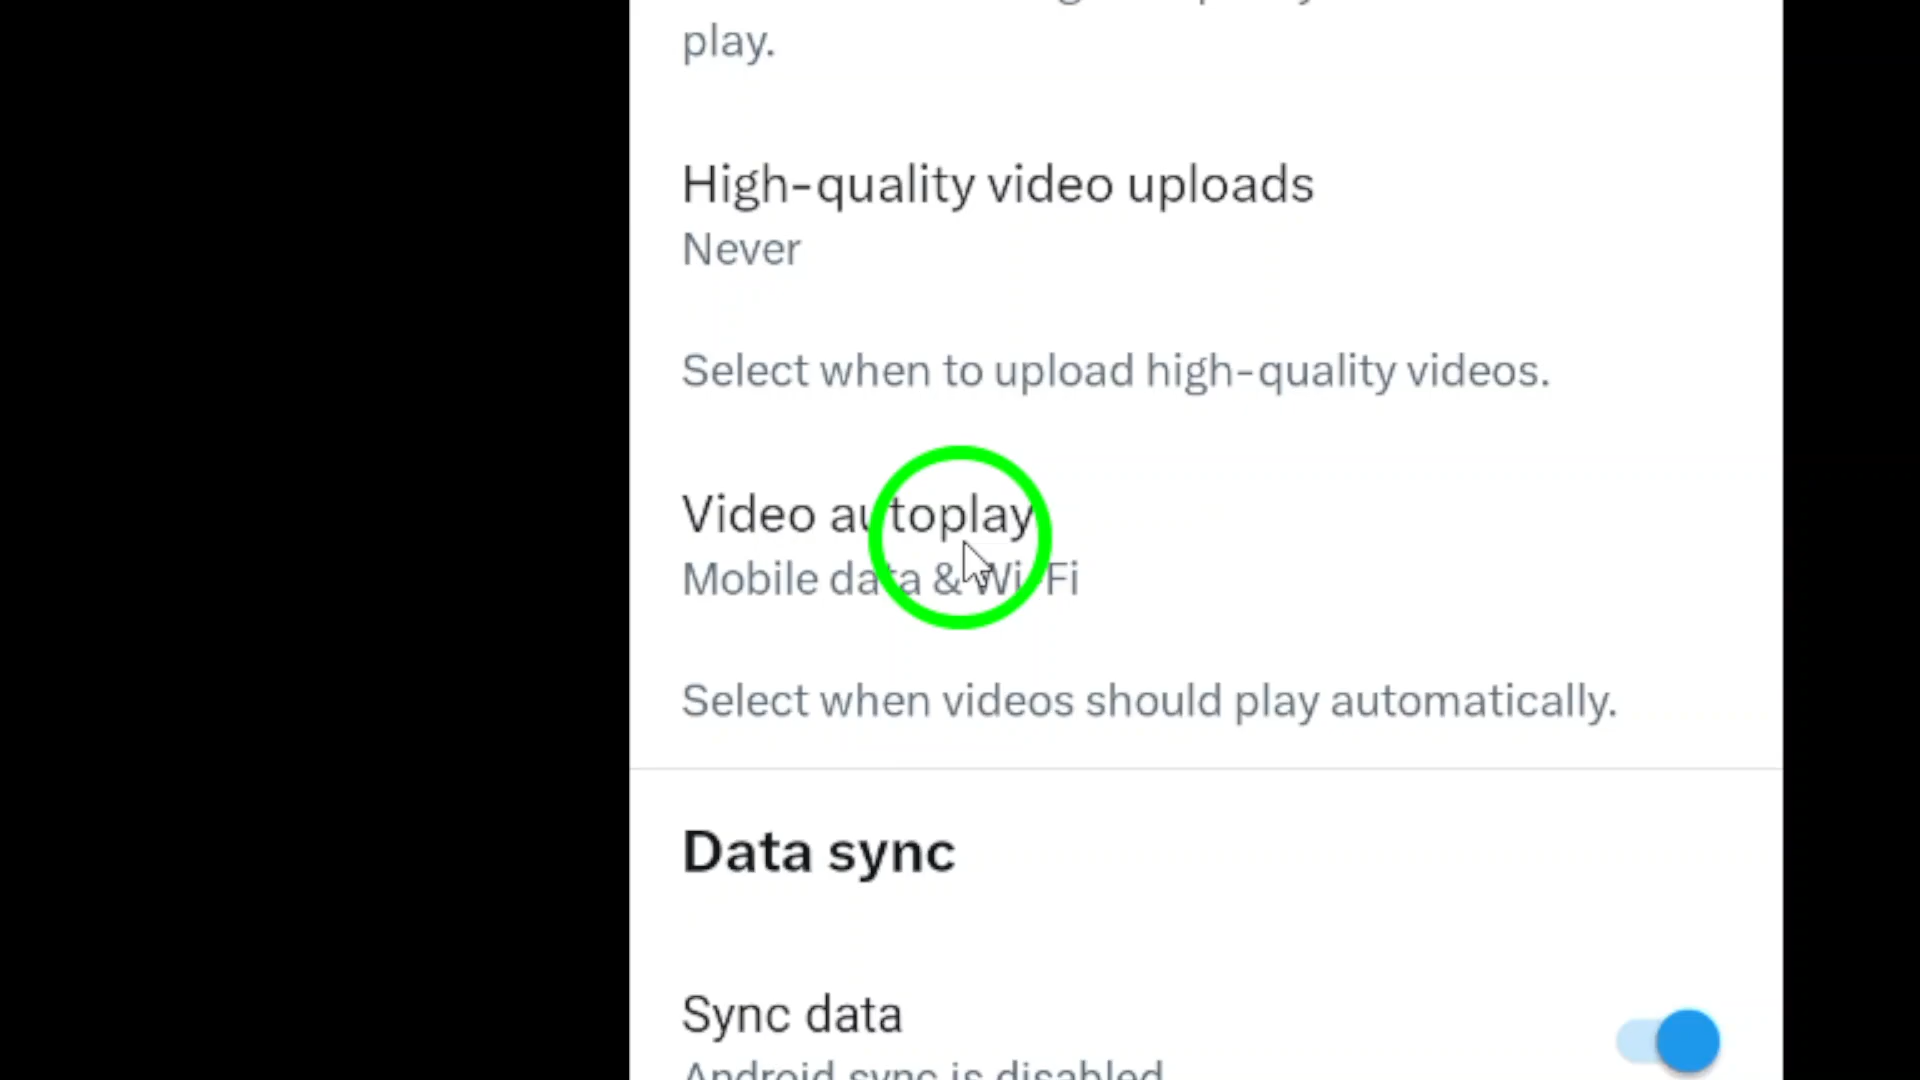 play.
High-quality video uploads
Never
Select when to upload high-quality videos.
Video autoplay
Mobile data & Wi-Fi
Select when videos should play automatically.
Data sync
Sync data
Android sync is disabled